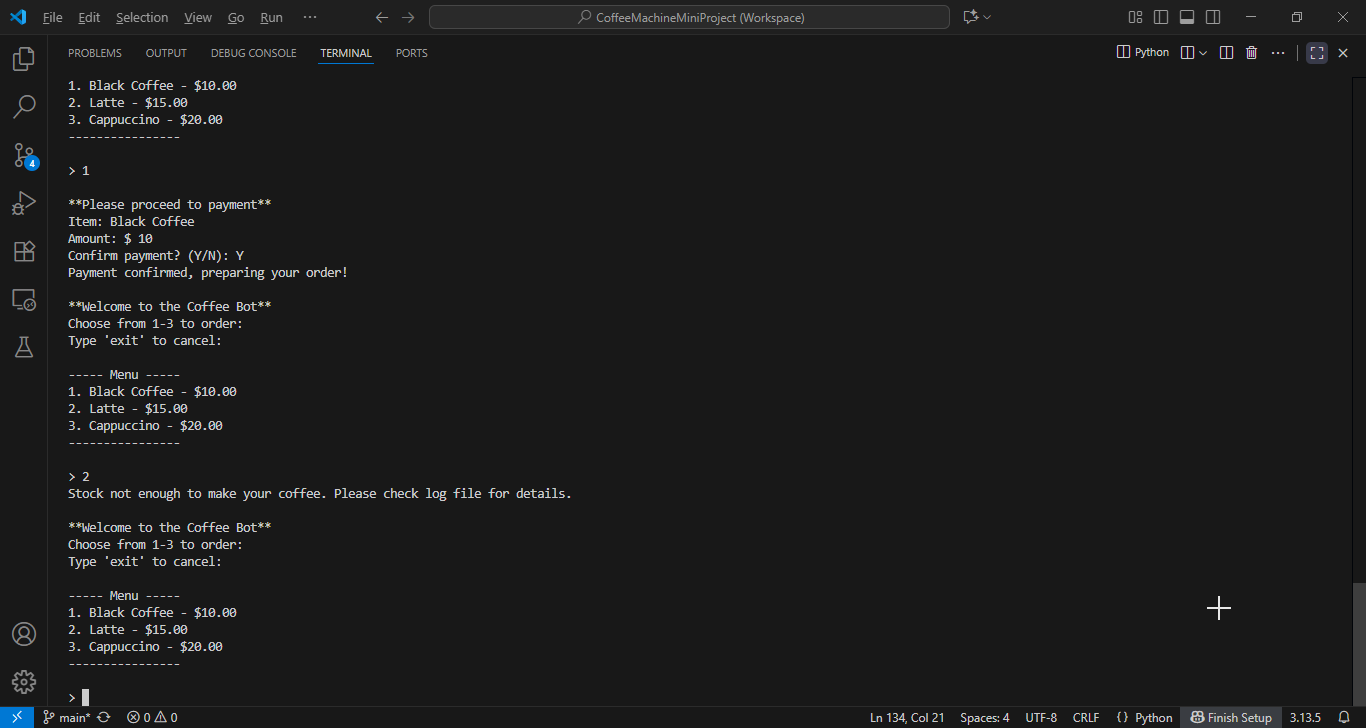 File Edit Selection View Go Run ··· CoffeeMachineMiniProject (Workspace)
PROBLEMS OUTPUT DEBUG CONSOLE TERMINAL PORTS Python ···
1. Black Coffee - $10.00
2. Latte - $15.00
3. Cappuccino - $20.00
----------------
> 1
**Please proceed to payment**
Item: Black Coffee
Amount: $ 10
Confirm payment? (Y/N): Y
Payment confirmed, preparing your order!
**Welcome to the Coffee Bot**
Choose from 1-3 to order:
Type 'exit' to cancel:
----- Menu -----
1. Black Coffee - $10.00
2. Latte - $15.00
3. Cappuccino - $20.00
----------------
> 2
Stock not enough to make your coffee. Please check log file for details.
**Welcome to the Coffee Bot**
Choose from 1-3 to order:
Type 'exit' to cancel:
----- Menu -----
1. Black Coffee - $10.00
2. Latte - $15.00
3. Cappuccino - $20.00
----------------
>
4
main* 0 0 Ln 134, Col 21 Spaces: 4 UTF-8 CRLF {} Python Finish Setup 3.13.5